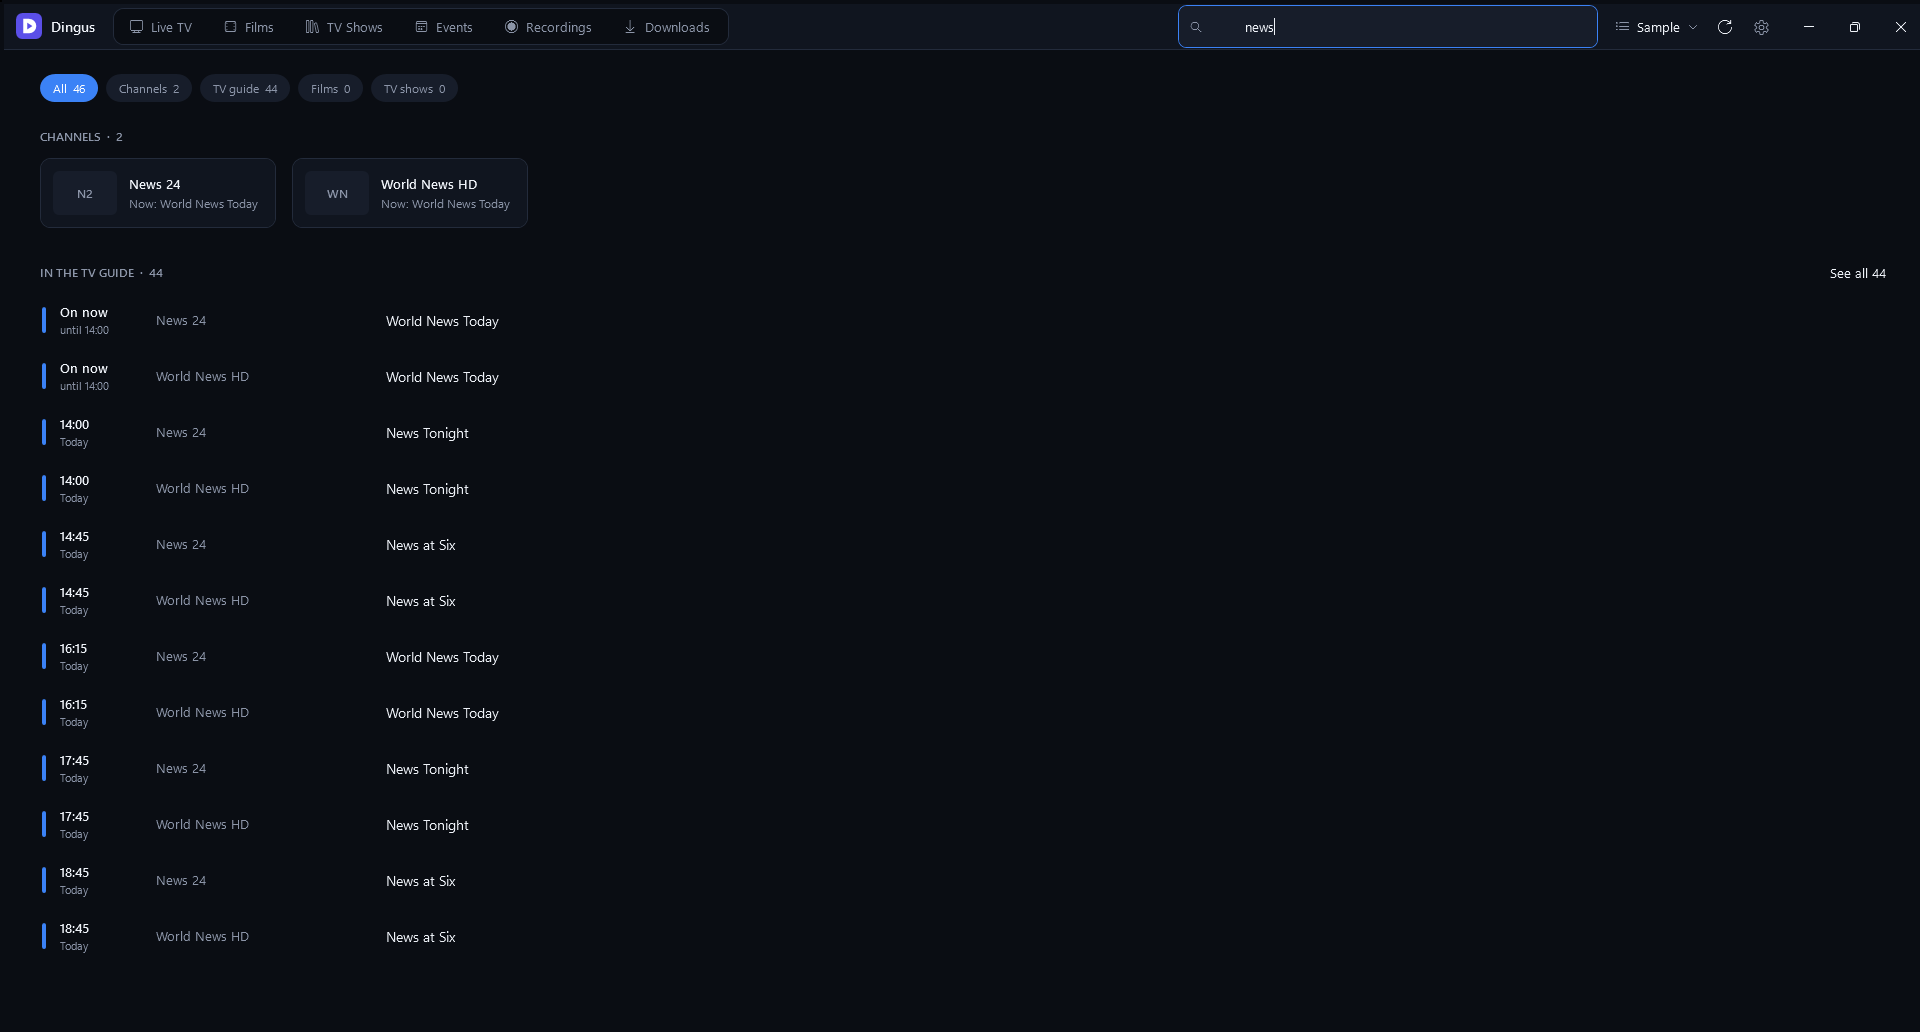 Dingus Live TV Films TV Shows Events Recordings Downloads news Sample
All 46 Channels 2 TV guide 44 Films 0 TV shows 0
CHANNELS · 2
N2 News 24
Now: World News Today
WN World News HD
Now: World News Today
IN THE TV GUIDE · 44 See all 44
On now
until 14:00
News 24 World News Today
On now
until 14:00
World News HD World News Today
14:00
Today
News 24 News Tonight
14:00
Today
World News HD News Tonight
14:45
Today
News 24 News at Six
14:45
Today
World News HD News at Six
16:15
Today
News 24 World News Today
16:15
Today
World News HD World News Today
17:45
Today
News 24 News Tonight
17:45
Today
World News HD News Tonight
18:45
Today
News 24 News at Six
18:45
Today
World News HD News at Six